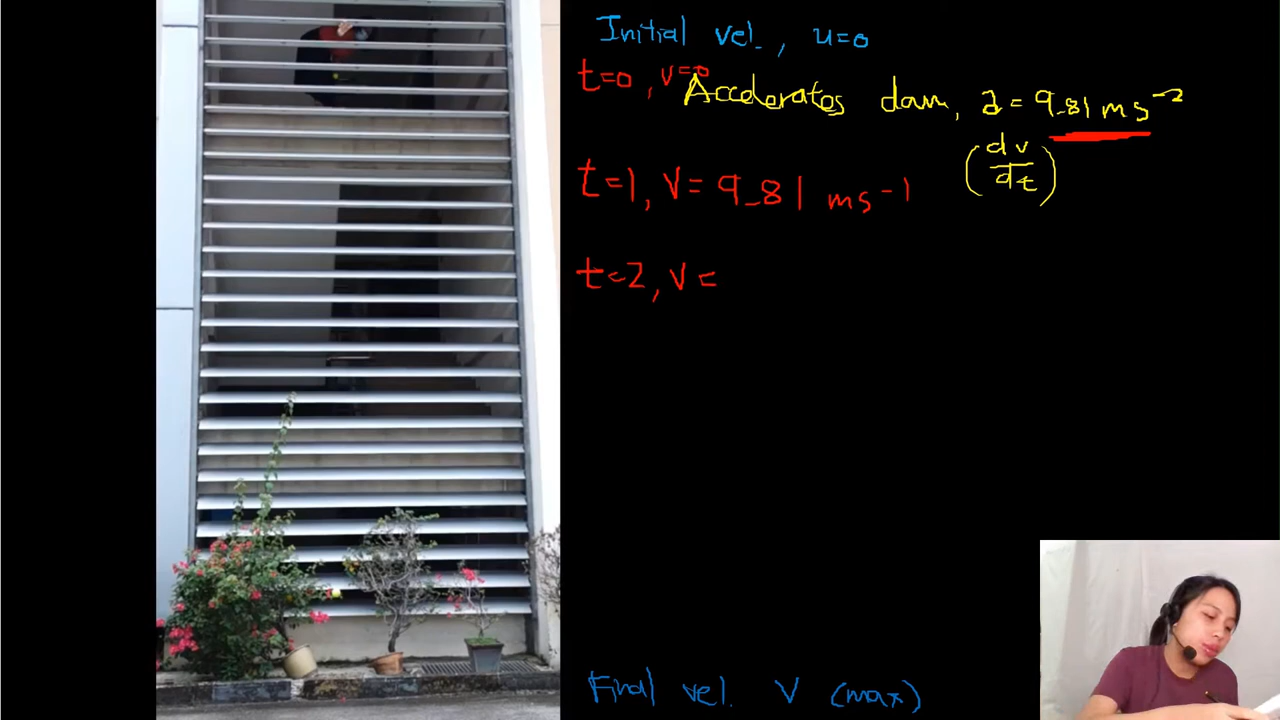 Initial vel., u=0
t=0, v=0
Accelerates down, a = 9.81 ms⁻²
(dv/dt)
t=1, v= 9.81 ms⁻¹
t=2, v=
Final vel. V (max)